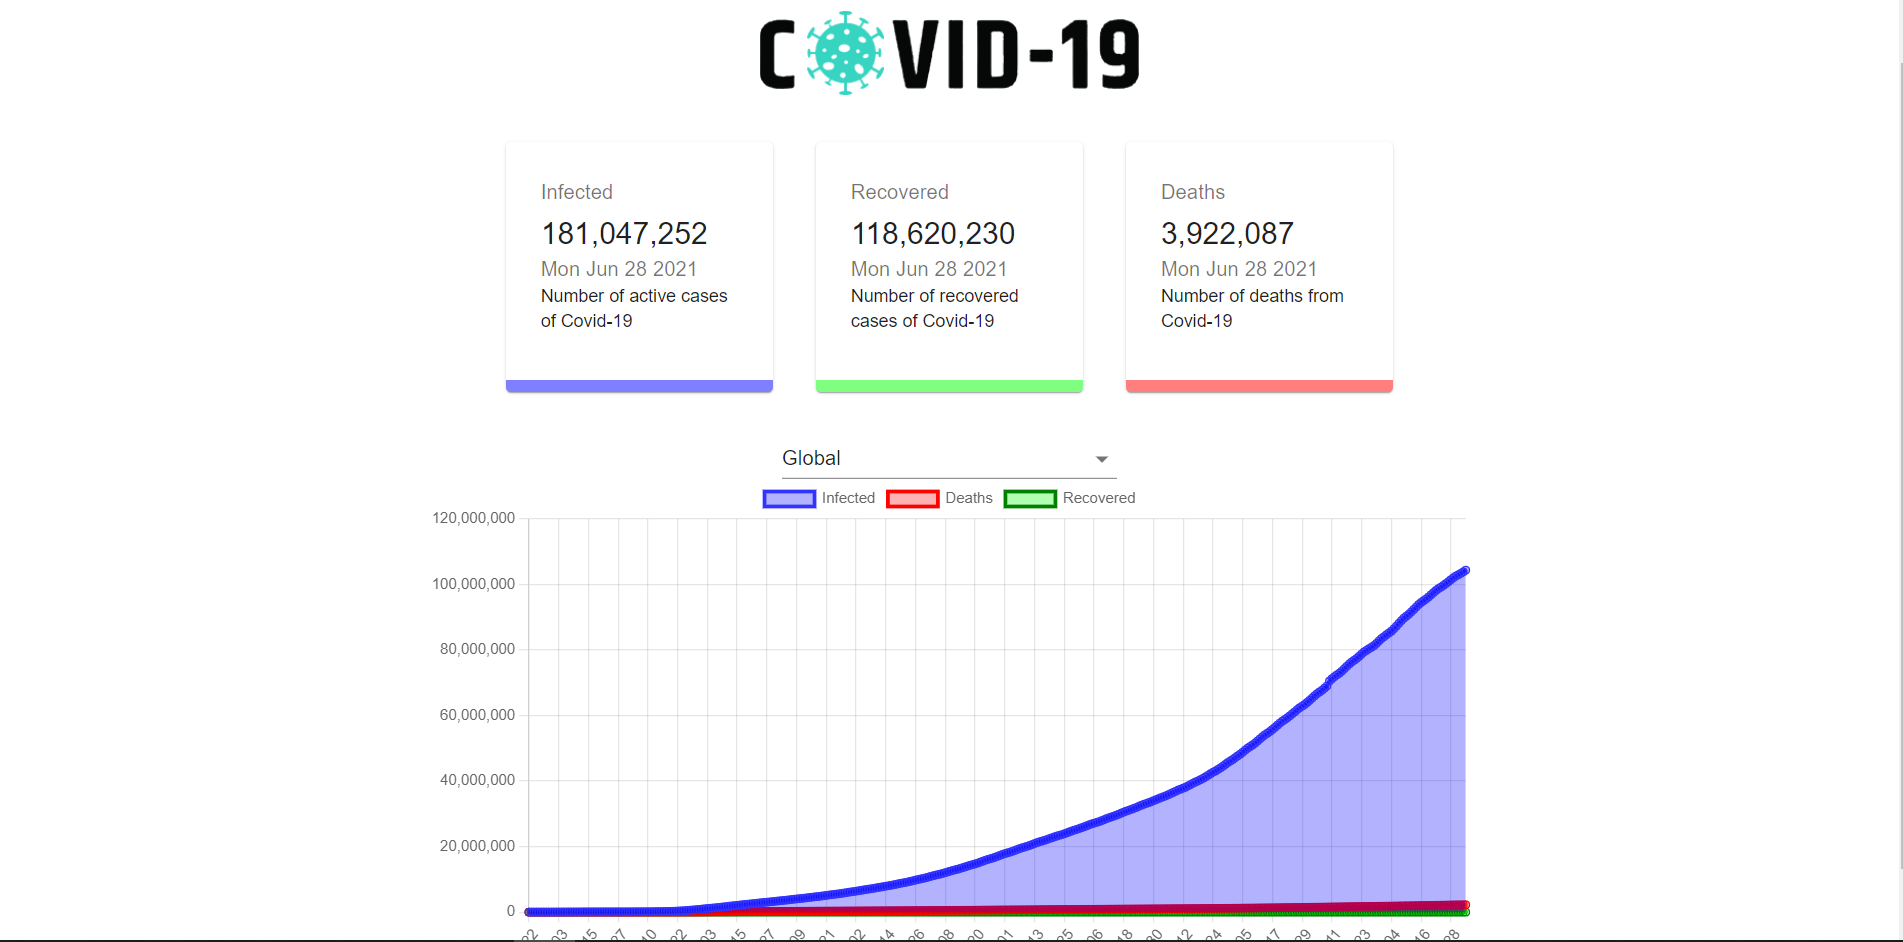 COVID-19
Infected
181,047,252
Mon Jun 28 2021
Number of active cases
of Covid-19
Recovered
118,620,230
Mon Jun 28 2021
Number of recovered
cases of Covid-19
Deaths
3,922,087
Mon Jun 28 2021
Number of deaths from
Covid-19
Global
Infected Deaths Recovered
120,000,000
100,000,000
80,000,000
60,000,000
40,000,000
20,000,000
0